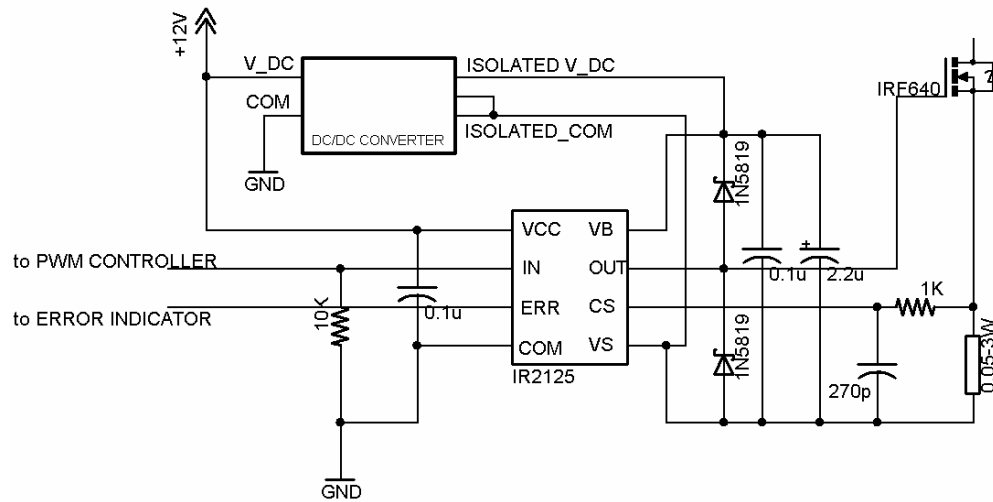 +12V
V_DC
ISOLATED V_DC
COM
ISOLATED_COM
DC/DC CONVERTER
GND
IRF640
1N5819
VCC
VB
to PWM CONTROLLER
IN
OUT
0.1u
2.2u
+
to ERROR INDICATOR
10K
0.1u
ERR
CS
1K
COM
VS
1N5819
IR2125
270p
0.05-3W
GND